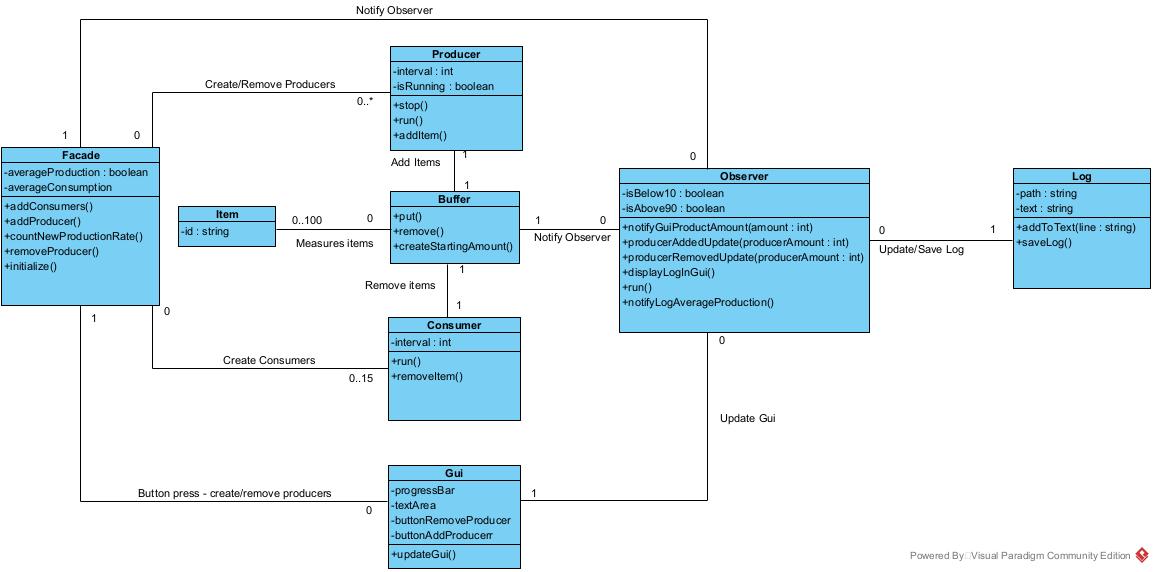 Notify Observer
Producer
-interval : int
-isRunning : boolean
+stop()
+run()
+addItem()
Create/Remove Producers
0..*
1
0
Facade
-averageProduction : boolean
-averageConsumption
+addConsumers()
+addProducer()
+countNewProductionRate()
+removeProducer()
+initialize()
1
Add Items
1
0
Item
-id : string
0..100
0
Measures items
Buffer
+put()
+remove()
+createStartingAmount()
1
0
Notify Observer
Observer
-isBelow10 : boolean
-isAbove90 : boolean
+notifyGuiProductAmount(amount : int)
+producerAddedUpdate(producerAmount : int)
+producerRemovedUpdate(producerAmount : int)
+displayLogInGui()
+run()
+notifyLogAverageProduction()
0
1
Update/Save Log
Log
-path : string
-text : string
+addToText(line : string)
+saveLog()
1
Remove items
1
Consumer
-interval : int
+run()
+removeItem()
1
0
Create Consumers
0..15
0
Update Gui
Gui
-progressBar
-textArea
-buttonRemoveProducer
-buttonAddProducerr
+updateGui()
Button press - create/remove producers
0
1
Powered By Visual Paradigm Community Edition